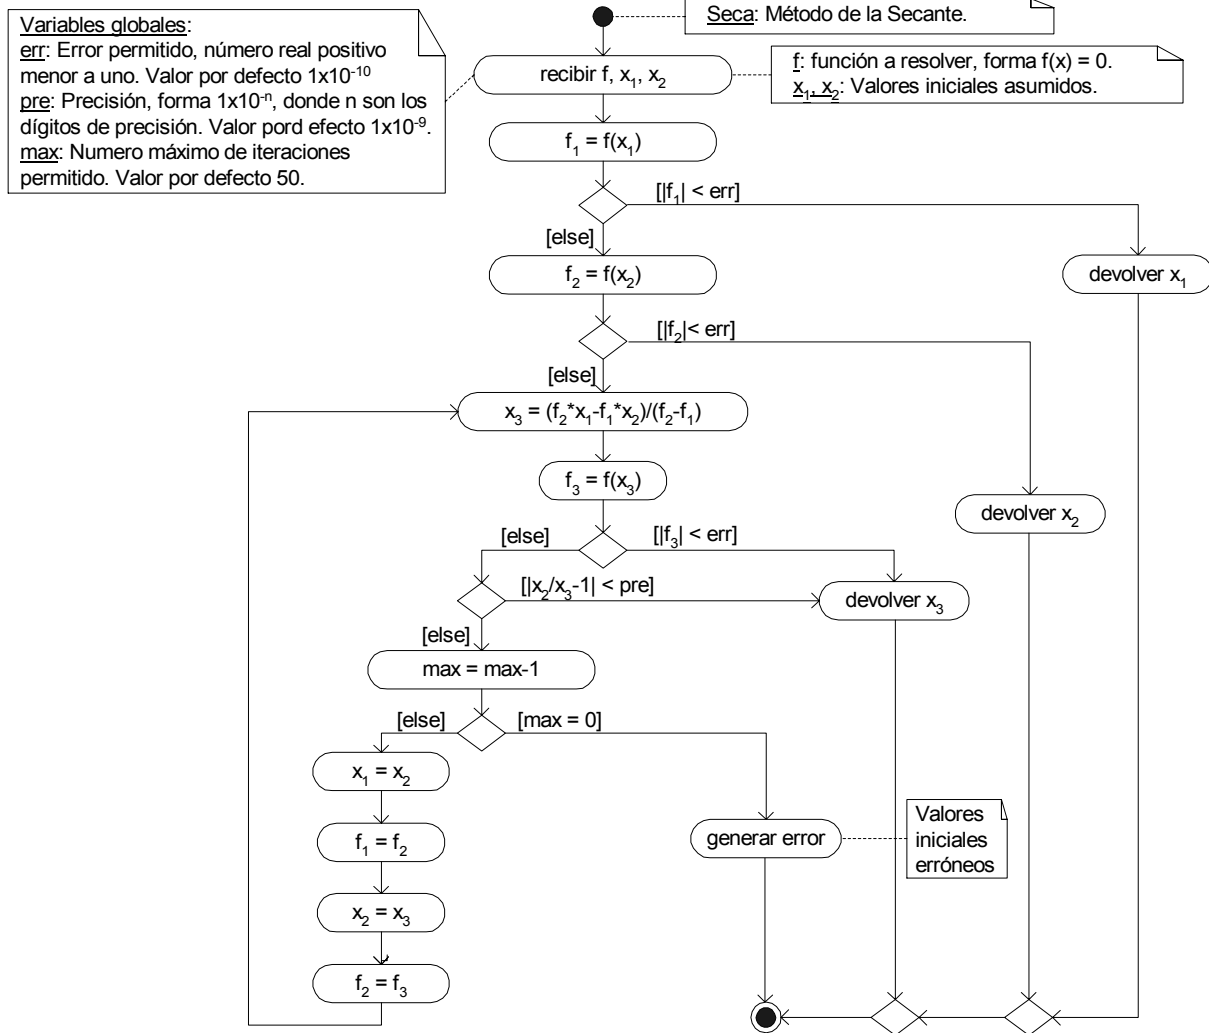 Variables globales:
err: Error permitido, número real positivo
menor a uno. Valor por defecto 1x10⁻¹⁰
pre: Precisión, forma 1x10⁻ⁿ, donde n son los
dígitos de precisión. Valor pord efecto 1x10⁻⁹.
max: Numero máximo de iteraciones
permitido. Valor por defecto 50.
Seca: Método de la Secante.
recibir f, x₁, x₂
f: función a resolver, forma f(x) = 0.
x₁, x₂: Valores iniciales asumidos.
f₁ = f(x₁)
[|f₁| < err]
[else]
f₂ = f(x₂)
devolver x₁
[|f₂|< err]
[else]
x₃ = (f₂*x₁-f₁*x₂)/(f₂-f₁)
f₃ = f(x₃)
devolver x₂
[else]
[|f₃| < err]
[|x₂/x₃-1| < pre]
devolver x₃
[else]
max = max-1
[else]
[max = 0]
x₁ = x₂
f₁ = f₂
generar error
Valores
iniciales
erróneos
x₂ = x₃
f₂ = f₃